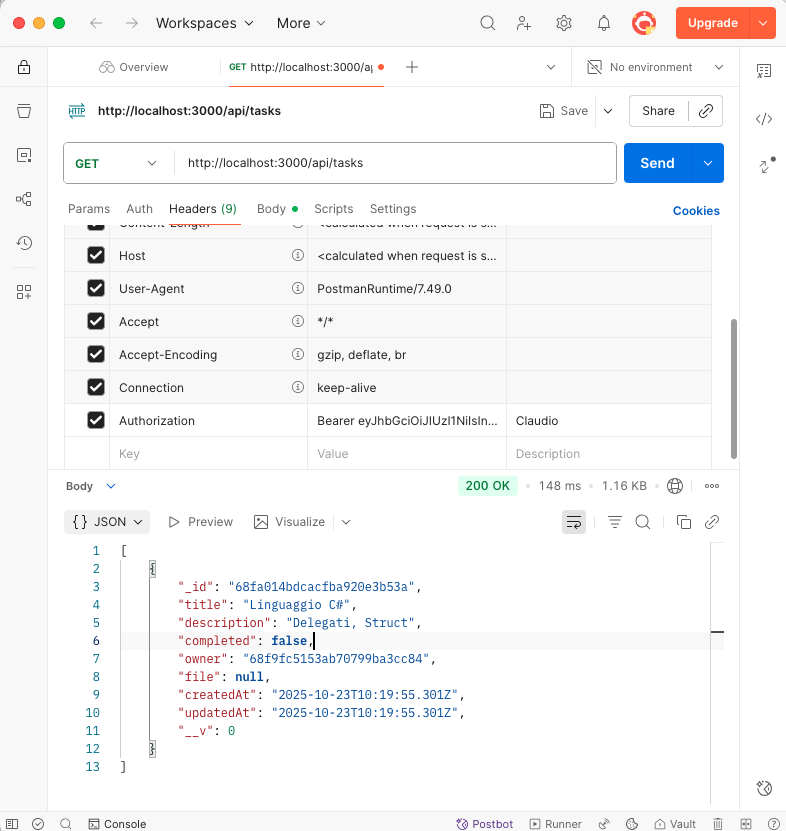 Workspaces More Upgrade
Overview GET http://localhost:3000/a No environment
HTTP http://localhost:3000/api/tasks Save Share
GET http://localhost:3000/api/tasks Send
Params Auth Headers (9) Body Scripts Settings Cookies
Content-Length <calculated when request is s...
Host <calculated when request is s...
User-Agent PostmanRuntime/7.49.0
Accept */*
Accept-Encoding gzip, deflate, br
Connection keep-alive
Authorization Bearer eyJhbGciOiJIUzI1NiIsIn... Claudio
Key Value Description
Body 200 OK 148 ms 1.16 KB
{} JSON Preview Visualize
1 [
2 {
3 "_id": "68fa014bdcacfba920e3b53a",
4 "title": "Linguaggio C#",
5 "description": "Delegati, Struct",
6 "completed": false,
7 "owner": "68f9fc5153ab70799ba3cc84",
8 "file": null,
9 "createdAt": "2025-10-23T10:19:55.301Z",
10 "updatedAt": "2025-10-23T10:19:55.301Z",
11 "__v": 0
12 }
13 ]
Console Postbot Runner Vault